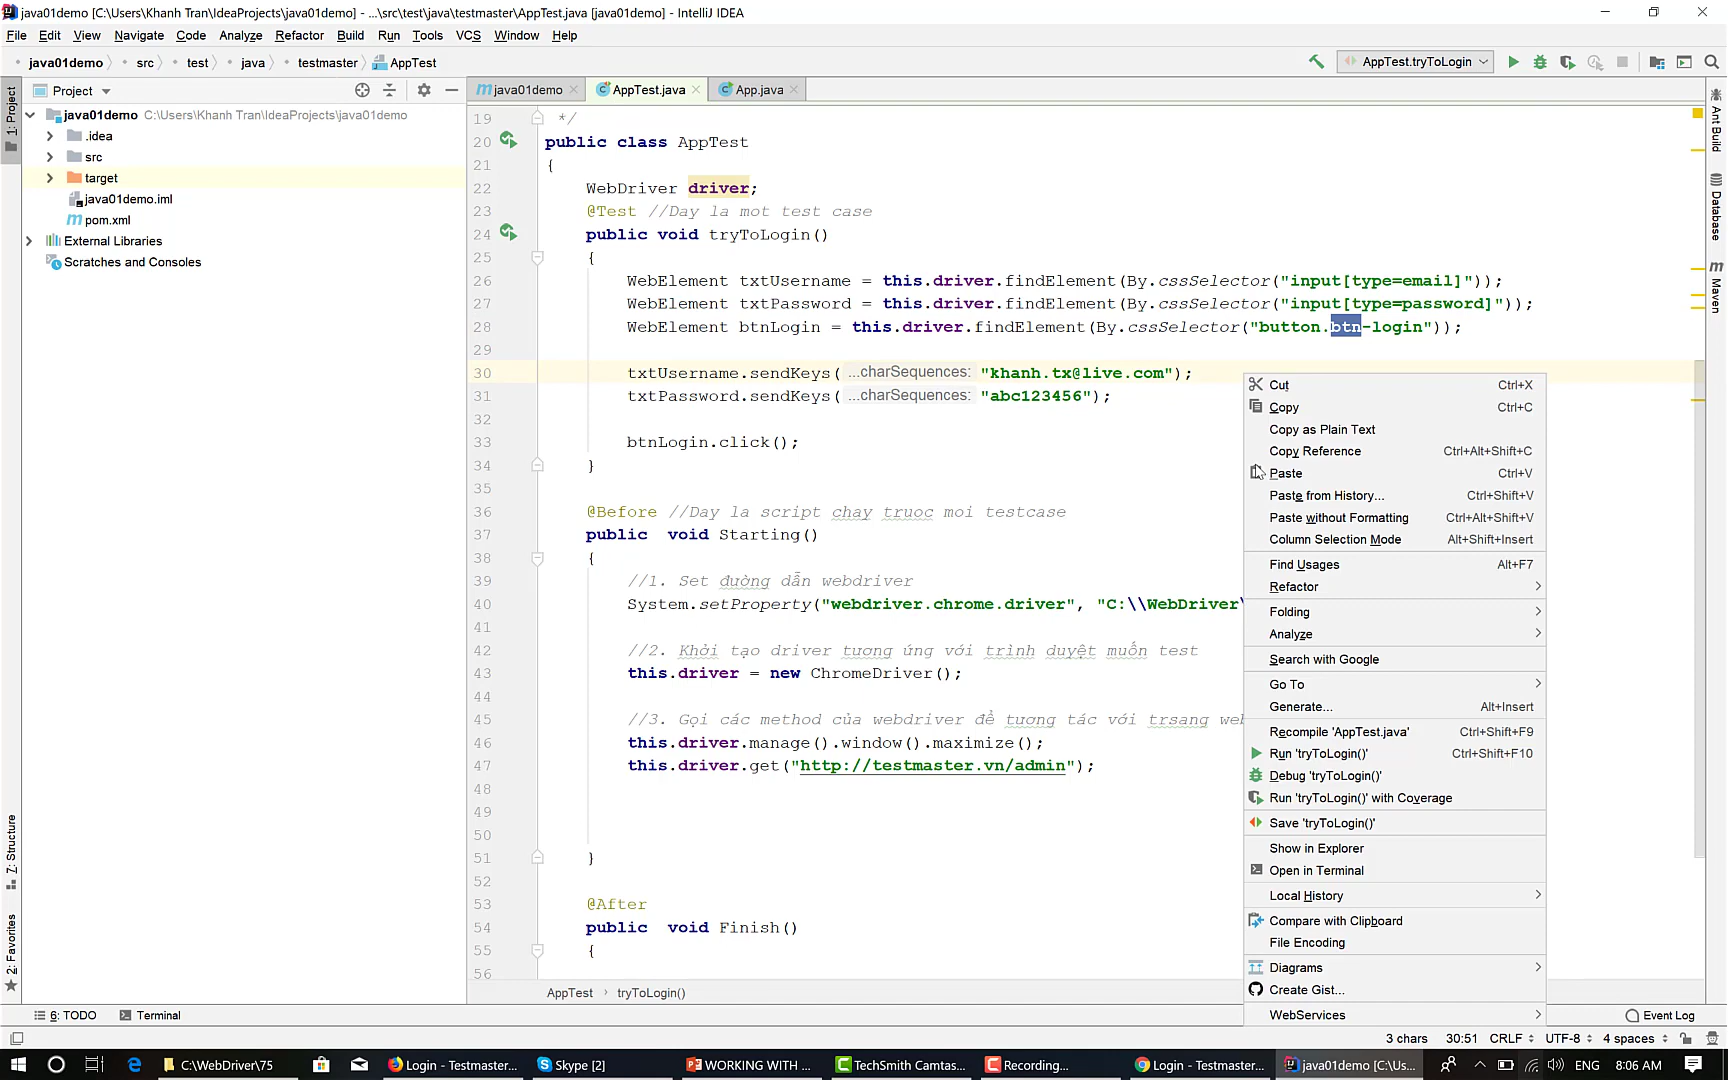 java01demo [C:\Users\Khanh Tran\IdeaProjects\java01demo] - ...\src\test\java\testmaster\AppTest.java [java01demo] - IntelliJ IDEA
File Edit View Navigate Code Analyze Refactor Build Run Tools VCS Window Help
java01demo src test java testmaster AppTest
AppTest.tryToLogin
Project
java01demo
AppTest.java
App.java
1: Project
java01demo C:\Users\Khanh Tran\IdeaProjects\java01demo
.idea
src
target
java01demo.iml
pom.xml
External Libraries
Scratches and Consoles
Z: Structure
2: Favorites
19 */
20 public class AppTest
21 {
22 WebDriver driver;
23 @Test //Day la mot test case
24 public void tryToLogin()
25 {
26 WebElement txtUsername = this.driver.findElement(By.cssSelector("input[type=email]"));
27 WebElement txtPassword = this.driver.findElement(By.cssSelector("input[type=password]"));
28 WebElement btnLogin = this.driver.findElement(By.cssSelector("button.btn-login"));
29
30 txtUsername.sendKeys( ...charSequences: "khanh.tx@live.com");
31 txtPassword.sendKeys( ...charSequences: "abc123456");
32
33 btnLogin.click();
34 }
35
36 @Before //Day la script chay truoc moi testcase
37 public void Starting()
38 {
39 //1. Set đường dẫn webdriver
40 System.setProperty("webdriver.chrome.driver", "C:\\WebDriver\
41
42 //2. Khởi tạo driver tương ứng với trình duyệt muốn test
43 this.driver = new ChromeDriver();
44
45 //3. Gọi các method của webdriver để tương tác với trsang web
46 this.driver.manage().window().maximize();
47 this.driver.get("http://testmaster.vn/admin");
48
49
50
51 }
52
53 @After
54 public void Finish()
55 {
56
AppTest tryToLogin()
Cut Ctrl+X
Copy Ctrl+C
Copy as Plain Text
Copy Reference Ctrl+Alt+Shift+C
Paste Ctrl+V
Paste from History... Ctrl+Shift+V
Paste without Formatting Ctrl+Alt+Shift+V
Column Selection Mode Alt+Shift+Insert
Find Usages Alt+F7
Refactor
Folding
Analyze
Search with Google
Go To
Generate... Alt+Insert
Recompile 'AppTest.java' Ctrl+Shift+F9
Run 'tryToLogin()' Ctrl+Shift+F10
Debug 'tryToLogin()'
Run 'tryToLogin()' with Coverage
Save 'tryToLogin()'
Show in Explorer
Open in Terminal
Local History
Compare with Clipboard
File Encoding
Diagrams
Create Gist...
WebServices
Ant Build
Database
Maven
6: TODO Terminal Event Log
3 chars 30:51 CRLF UTF-8 4 spaces
C:\WebDriver\75 Login - Testmaster... Skype [2] WORKING WITH ... TechSmith Camtas... Recording... Login - Testmaster... java01demo [C:\Us... ENG 8:06 AM